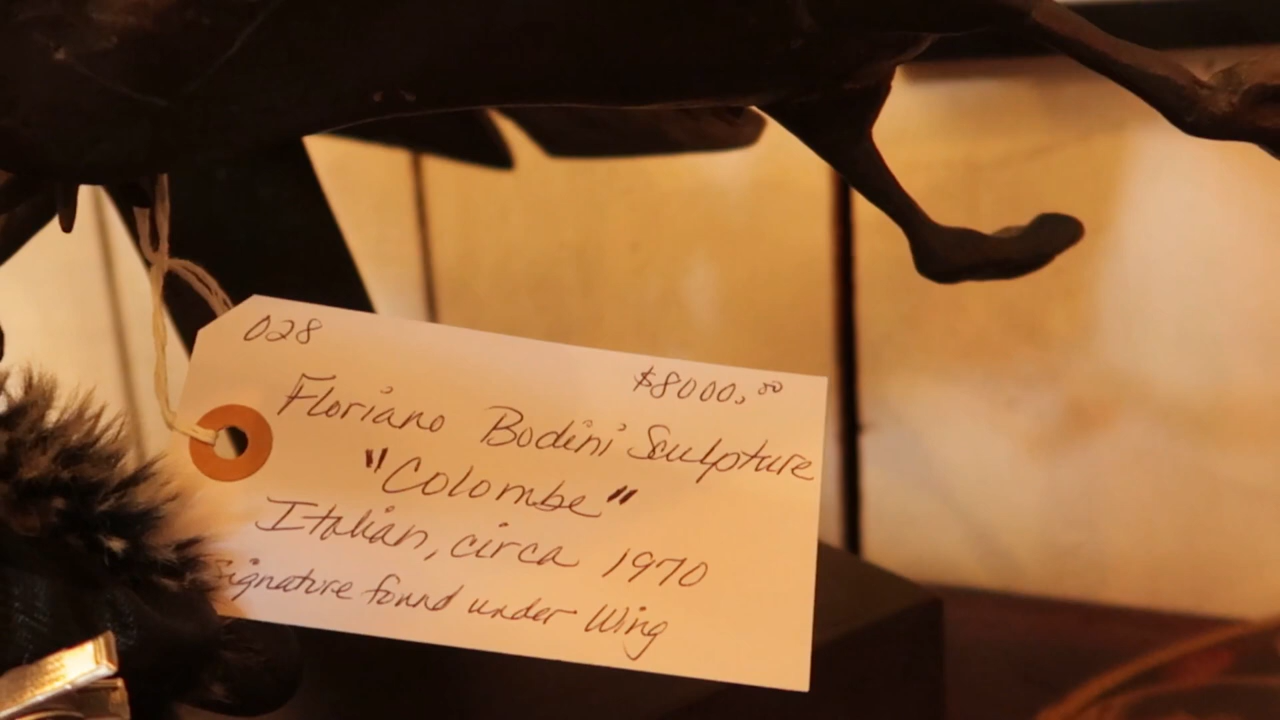 028
$8000,00
Floriano Bodini Sculpture
"Colombe"
Italian, circa 1970
Signature found under Wing